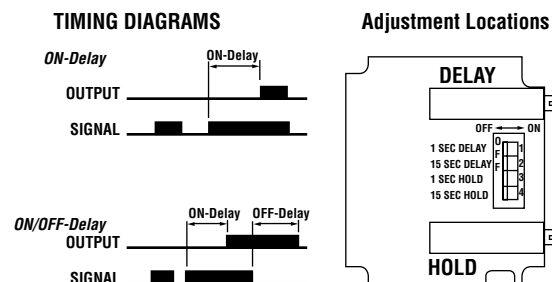 TIMING DIAGRAMS
ON-Delay
ON-Delay
OUTPUT
SIGNAL
ON/OFF-Delay
ON-Delay
OFF-Delay
OUTPUT
SIGNAL
Adjustment Locations
DELAY
OFF ON
OFF
1 SEC DELAY 1
15 SEC DELAY 2
1 SEC HOLD 3
15 SEC HOLD 4
HOLD